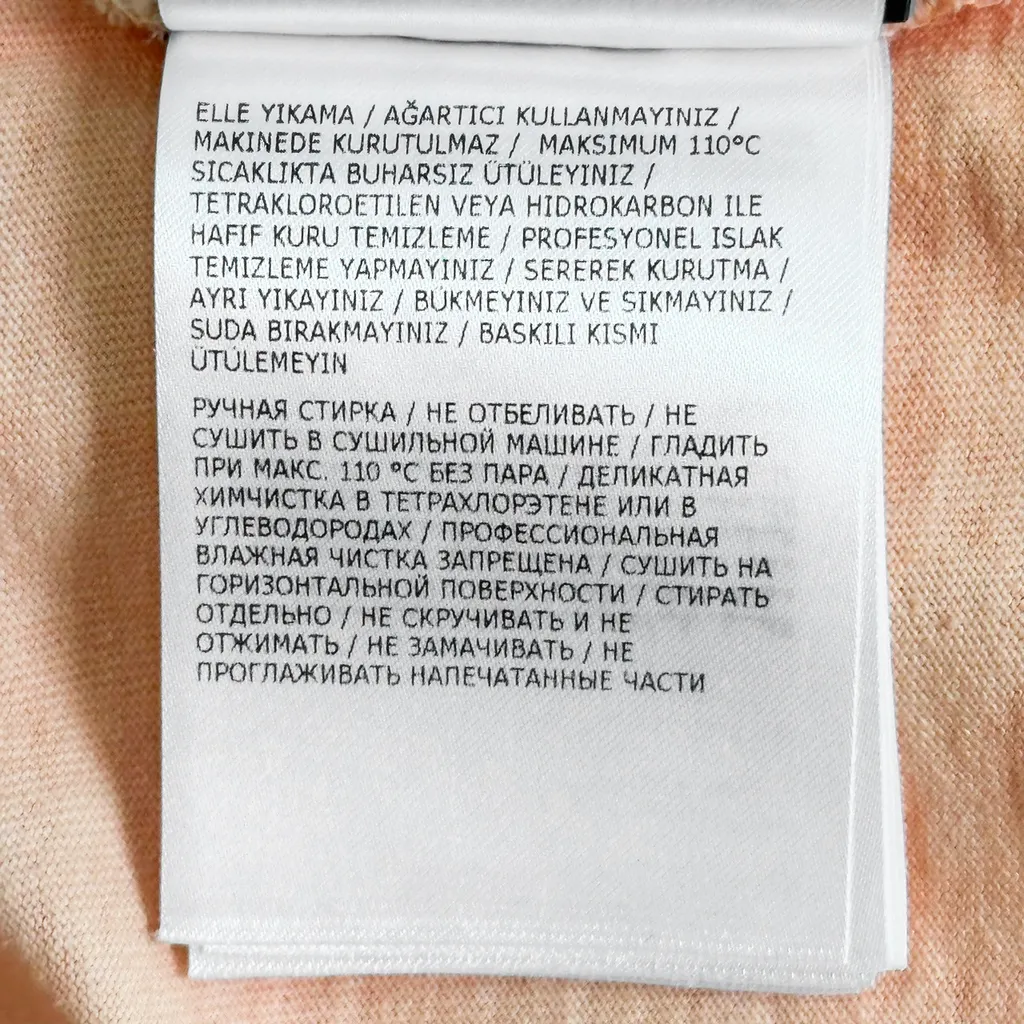 ELLE YIKAMA / AĞARTICI KULLANMAYINIZ /
MAKINEDE KURUTULMAZ / MAKSIMUM 110°C
SICAKLIKTA BUHARSIZ ÜTÜLEYINIZ /
TETRAKLOROETILEN VEYA HIDROKARBON ILE
HAFIF KURU TEMIZLEME / PROFESYONEL ISLAK
TEMIZLEME YAPMAYINIZ / SEREREK KURUTMA /
AYRI YIKAYINIZ / BÜKMEYINIZ VE SIKMAYINIZ /
SUDA BIRAKMAYINIZ / BASKILI KISMI
ÜTÜLEMEYIN
РУЧНАЯ СТИРКА / НЕ ОТБЕЛИВАТЬ / НЕ
СУШИТЬ В СУШИЛЬНОЙ МАШИНЕ / ГЛАДИТЬ
ПРИ МАКС. 110 °C БЕЗ ПАРА / ДЕЛИКАТНАЯ
ХИМЧИСТКА В ТЕТРАХЛОРЭТЕНЕ ИЛИ В
УГЛЕВОДОРОДАХ / ПРОФЕССИОНАЛЬНАЯ
ВЛАЖНАЯ ЧИСТКА ЗАПРЕЩЕНА / СУШИТЬ НА
ГОРИЗОНТАЛЬНОЙ ПОВЕРХНОСТИ / СТИРАТЬ
ОТДЕЛЬНО / НЕ СКРУЧИВАТЬ И НЕ
ОТЖИМАТЬ / НЕ ЗАМАЧИВАТЬ / НЕ
ПРОГЛАЖИВАТЬ НАПЕЧАТАННЫЕ ЧАСТИ